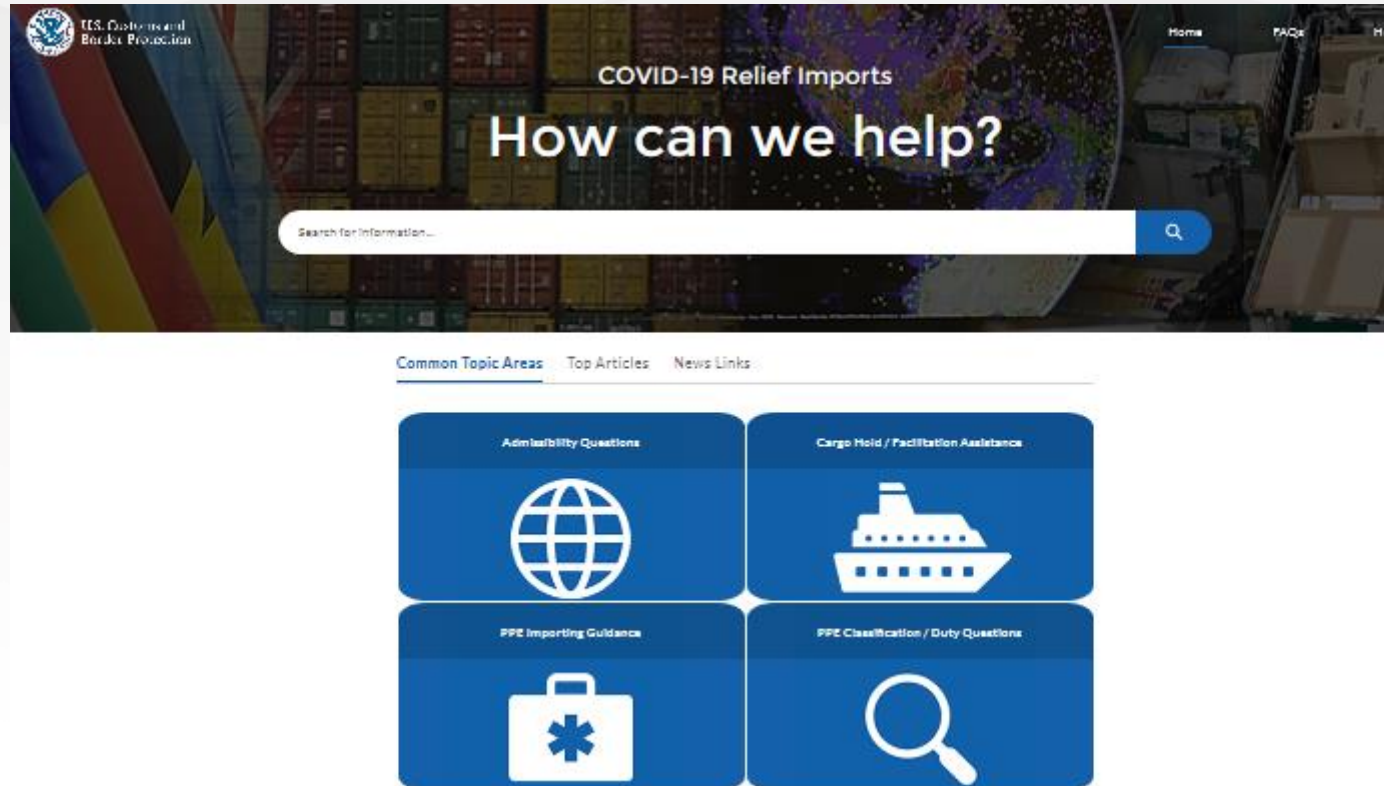 U.S. Customs and
Border Protection
Home FAQs H
COVID-19 Relief Imports
How can we help?
Search for information...
Common Topic Areas Top Articles News Links
Admissibility Questions Cargo Hold / Facilitation Assistance
PPE Importing Guidance PPE Classification / Duty Questions